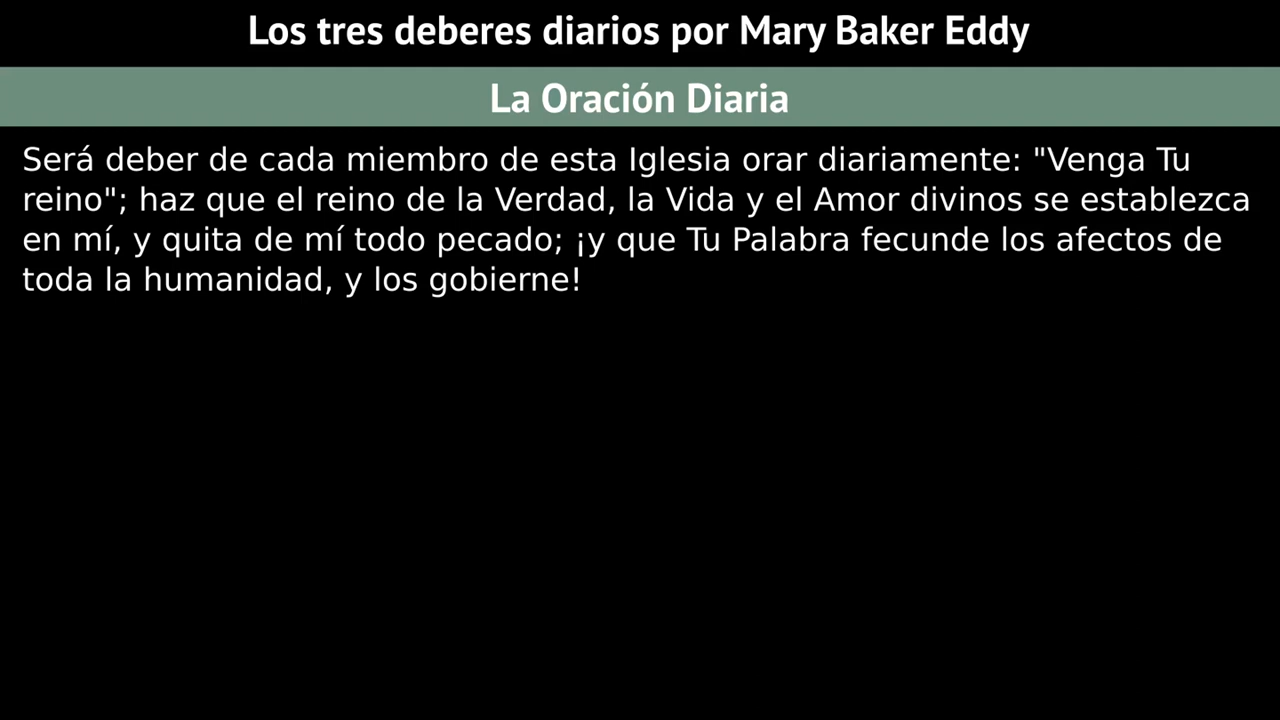 Los tres deberes diarios por Mary Baker Eddy
La Oración Diaria
Será deber de cada miembro de esta Iglesia orar diariamente: "Venga Tu
reino"; haz que el reino de la Verdad, la Vida y el Amor divinos se establezca
en mí, y quita de mí todo pecado; ¡y que Tu Palabra fecunde los afectos de
toda la humanidad, y los gobierne!